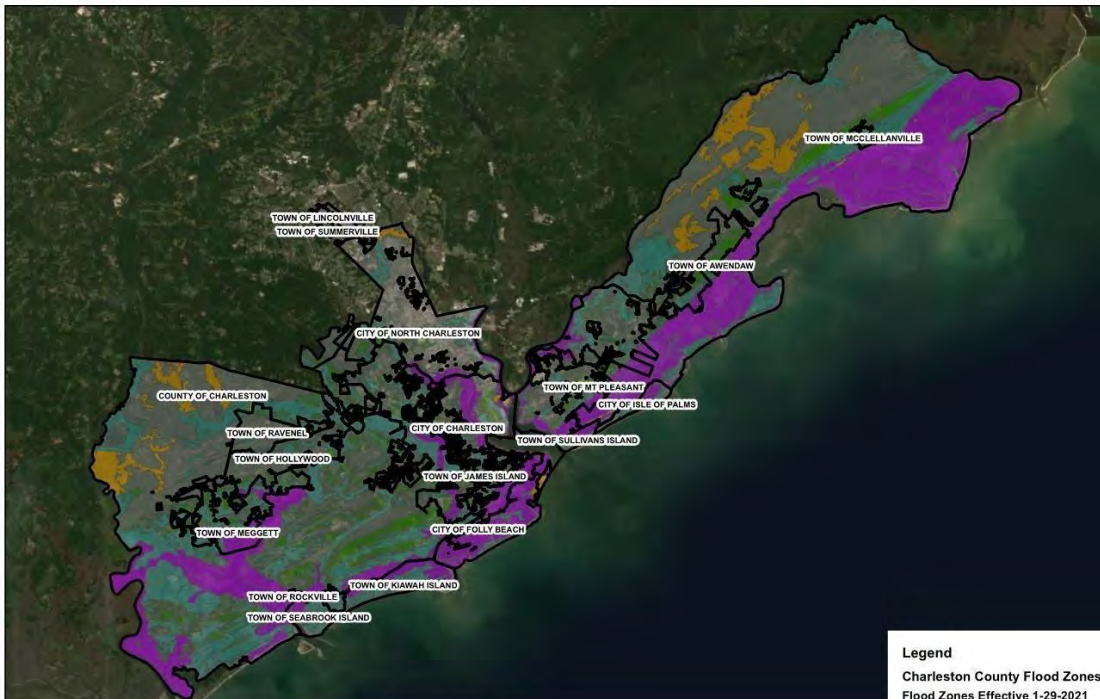 TOWN OF MCCLELLANVILLE
TOWN OF LINCOLNVILLE
TOWN OF SUMMERVILLE
TOWN OF AWENDAW
CITY OF NORTH CHARLESTON
TOWN OF MT PLEASANT
COUNTY OF CHARLESTON
CITY OF ISLE OF PALMS
CITY OF CHARLESTON
TOWN OF RAVENEL
TOWN OF SULLIVANS ISLAND
TOWN OF HOLLYWOOD
TOWN OF JAMES ISLAND
CITY OF FOLLY BEACH
TOWN OF MEGGETT
TOWN OF KIAWAH ISLAND
TOWN OF ROCKVILLE
TOWN OF SEABROOK ISLAND
Legend
Charleston County Flood Zones
Flood Zones Effective 1-29-2021